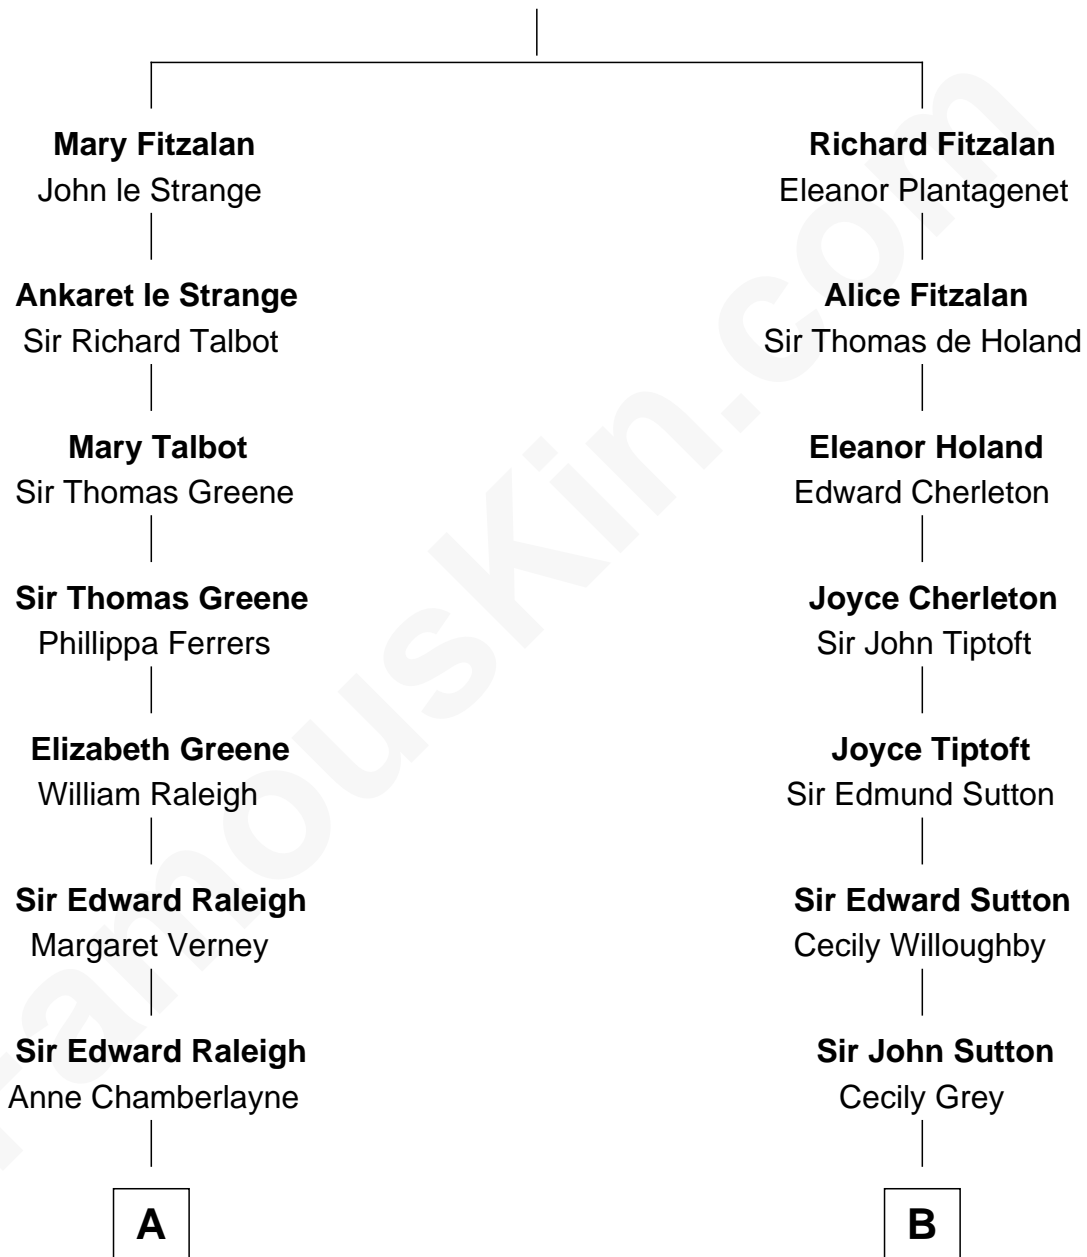 Mary Fitzalan
John le Strange
Ankaret le Strange
Sir Richard Talbot
Mary Talbot
Sir Thomas Greene
Sir Thomas Greene
Phillippa Ferrers
Elizabeth Greene
William Raleigh
Sir Edward Raleigh
Margaret Verney
Sir Edward Raleigh
Anne Chamberlayne
A
Richard Fitzalan
Eleanor Plantagenet
Alice Fitzalan
Sir Thomas de Holand
Eleanor Holand
Edward Cherleton
Joyce Cherleton
Sir John Tiptoft
Joyce Tiptoft
Sir Edmund Sutton
Sir Edward Sutton
Cecily Willoughby
Sir John Sutton
Cecily Grey
B
FamousKin.com